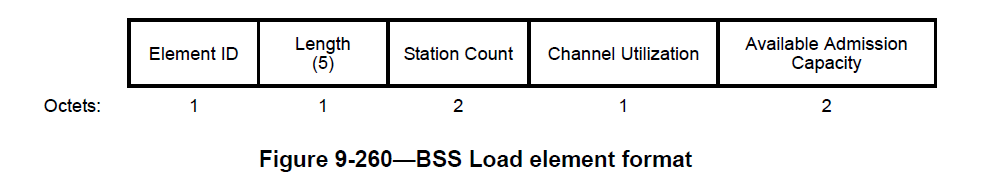 Element ID
Length
(5)
Station Count
Channel Utilization
Available Admission
Capacity
Octets: 1 1 2 1 2
Figure 9-260—BSS Load element format